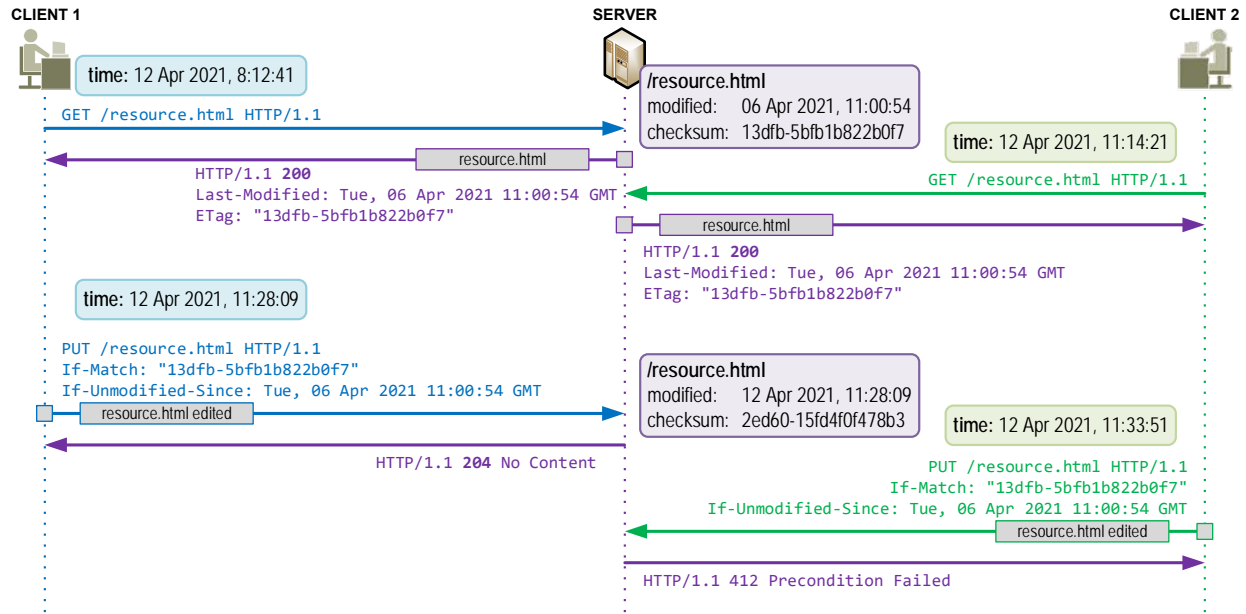 CLIENT 1
SERVER
CLIENT 2
time: 12 Apr 2021, 8:12:41
/resource.html
modified: 06 Apr 2021, 11:00:54
checksum: 13dfb-5bfb1b822b0f7
GET /resource.html HTTP/1.1
time: 12 Apr 2021, 11:14:21
resource.html
HTTP/1.1 200
Last-Modified: Tue, 06 Apr 2021 11:00:54 GMT
ETag: "13dfb-5bfb1b822b0f7"
GET /resource.html HTTP/1.1
resource.html
HTTP/1.1 200
Last-Modified: Tue, 06 Apr 2021 11:00:54 GMT
ETag: "13dfb-5bfb1b822b0f7"
time: 12 Apr 2021, 11:28:09
PUT /resource.html HTTP/1.1
If-Match: "13dfb-5bfb1b822b0f7"
If-Unmodified-Since: Tue, 06 Apr 2021 11:00:54 GMT
resource.html edited
/resource.html
modified: 12 Apr 2021, 11:28:09
checksum: 2ed60-15fd4f0f478b3
HTTP/1.1 204 No Content
time: 12 Apr 2021, 11:33:51
PUT /resource.html HTTP/1.1
If-Match: "13dfb-5bfb1b822b0f7"
If-Unmodified-Since: Tue, 06 Apr 2021 11:00:54 GMT
resource.html edited
HTTP/1.1 412 Precondition Failed